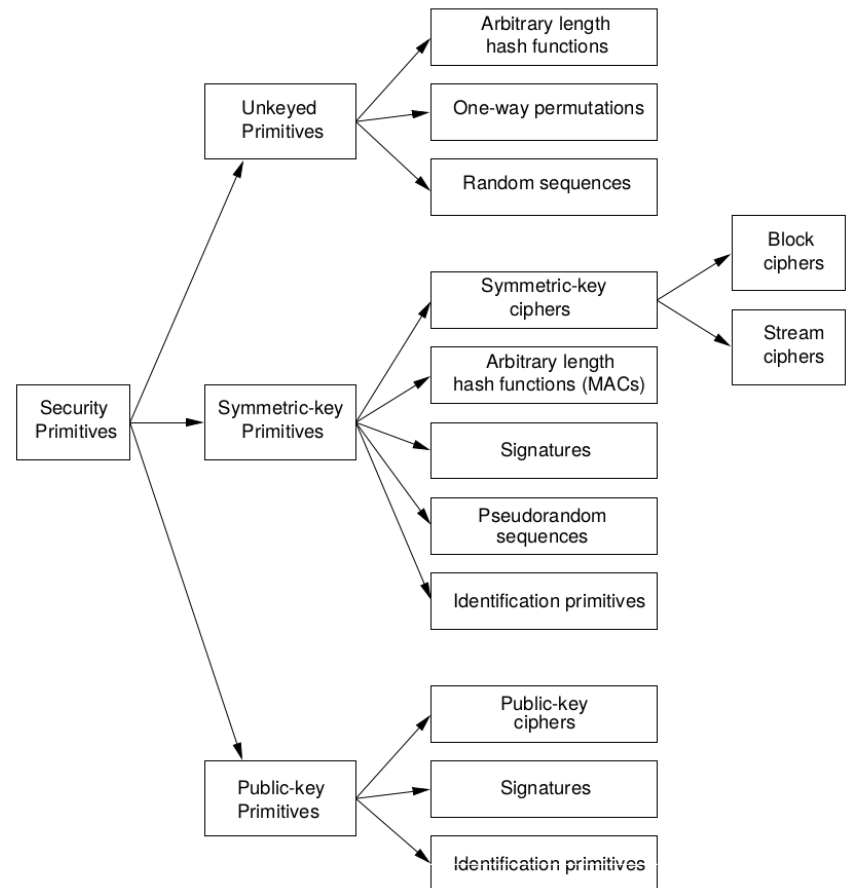 Arbitrary length
hash functions
Unkeyed
Primitives
One-way permutations
Random sequences
Block
ciphers
Symmetric-key
ciphers
Stream
ciphers
Arbitrary length
hash functions (MACs)
Security
Primitives
Symmetric-key
Primitives
Signatures
Pseudorandom
sequences
Identification primitives
Public-key
ciphers
Public-key
Primitives
Signatures
Identification primitives